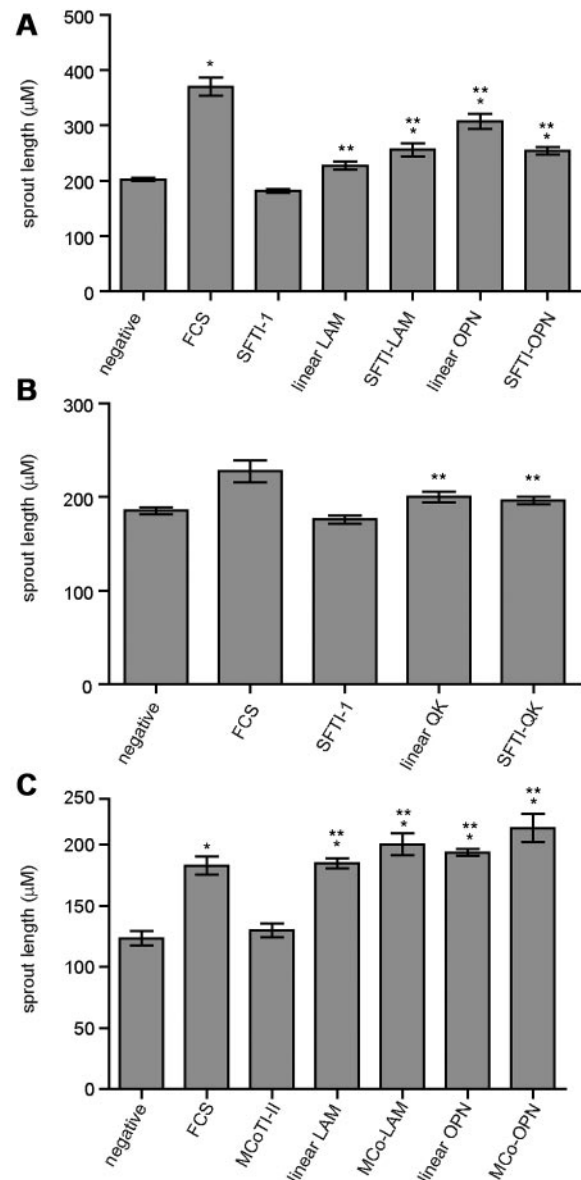 A
500
400
300
200
100
0
sprout length (μM)
*
**
**
*
**
*
**
*
negative
FCS
SFTI-1
linear LAM
SFTI-LAM
linear OPN
SFTI-OPN
B
300
200
100
0
sprout length (μM)
**
**
negative
FCS
SFTI-1
linear QK
SFTI-QK
C
250
200
150
100
50
0
sprout length (μM)
*
**
*
**
*
**
*
**
*
negative
FCS
MCoTI-II
linear LAM
MCo-LAM
linear OPN
MCo-OPN